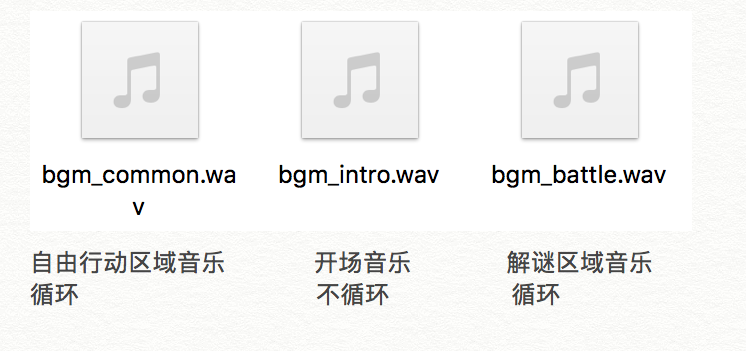 bgm_common.wa
v
bgm_intro.wav
bgm_battle.wav
自由行动区域音乐
循环
开场音乐
不循环
解谜区域音乐
循环